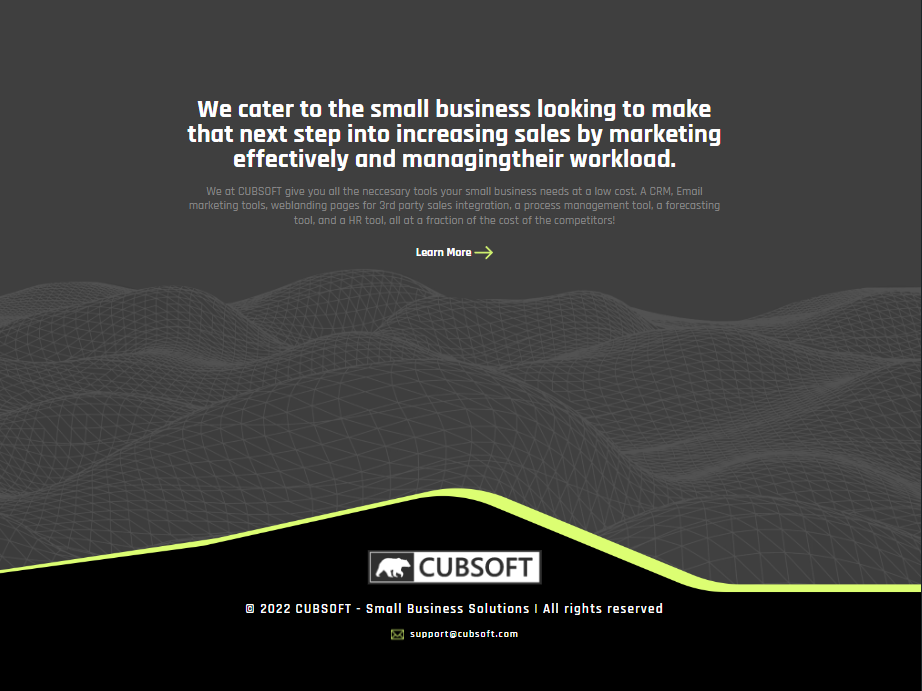 We cater to the small business looking to make
that next step into increasing sales by marketing
effectively and managingtheir workload.
We at CUBSOFT give you all the neccesary tools your small business needs at a low cost. A CRM, Email
marketing tools, weblanding pages for 3rd party sales integration, a process management tool, a forecasting
tool, and a HR tool, all at a fraction of the cost of the competitors!
Learn More
CUBSOFT
© 2022 CUBSOFT - Small Business Solutions | All rights reserved
support@cubsoft.com